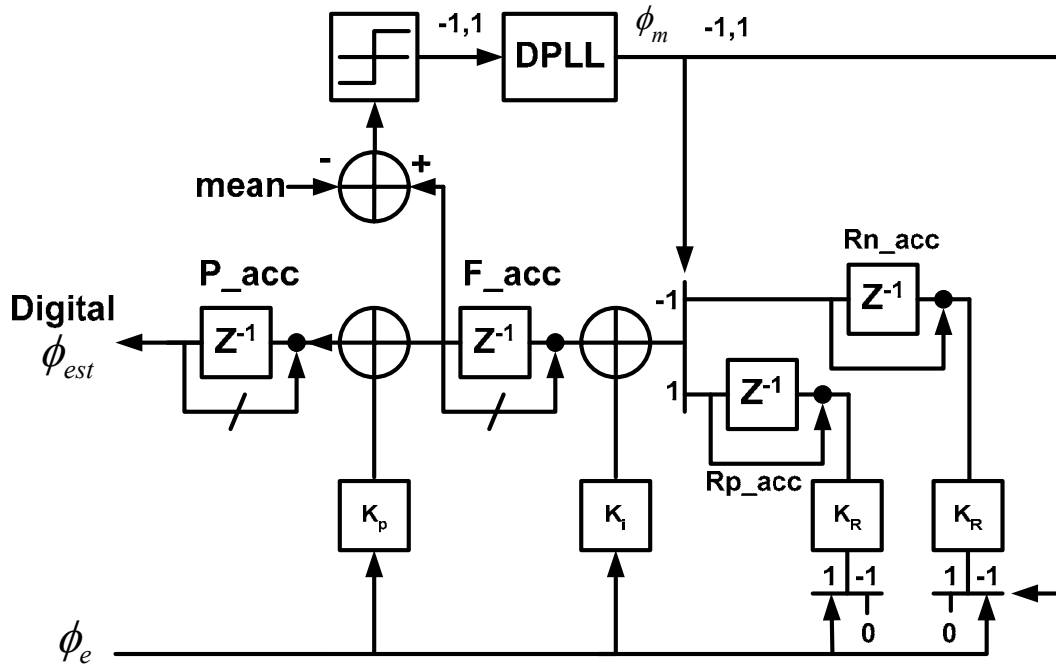 -1,1
DPLL
ϕm
-1,1
-
+
mean
P_acc
F_acc
Rn_acc
Digital
ϕest
Z-1
Z-1
-1
Z-1
1
Z-1
Rp_acc
Kp
Ki
KR
KR
1
-1
1
-1
0
0
ϕe